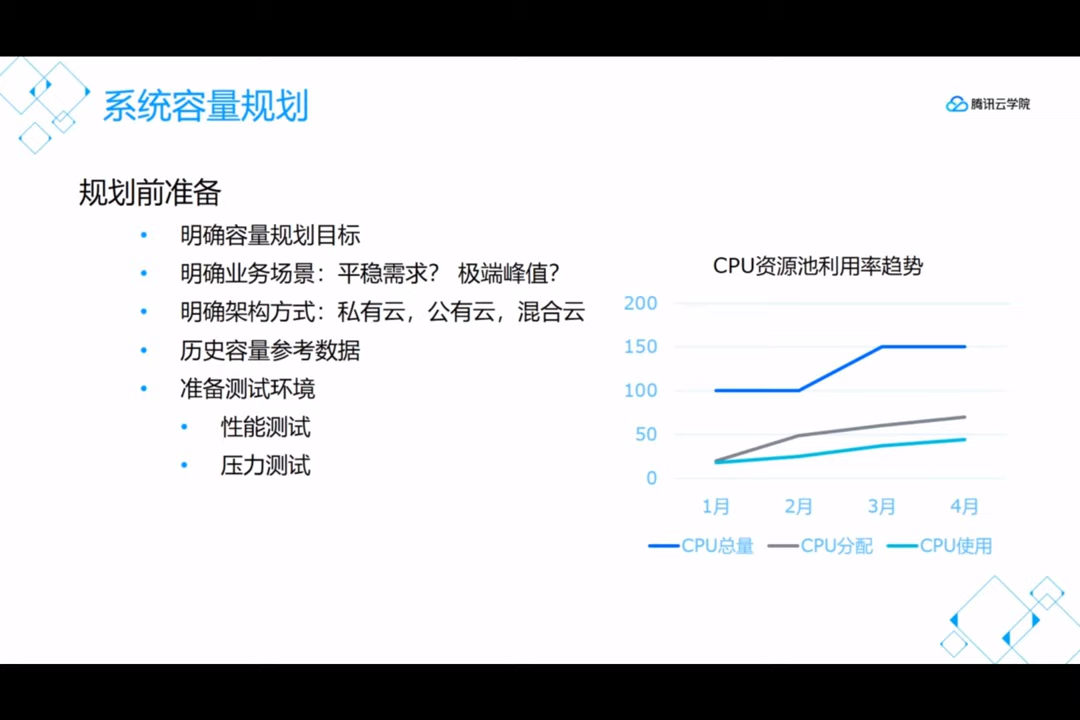 系统容量规划
腾讯云学院
规划前准备
• 明确容量规划目标
• 明确业务场景：平稳需求？ 极端峰值？
• 明确架构方式：私有云，公有云，混合云
• 历史容量参考数据
• 准备测试环境
• 性能测试
• 压力测试
CPU资源池利用率趋势
200
150
100
50
0
1月 2月 3月 4月
CPU总量 CPU分配 CPU使用